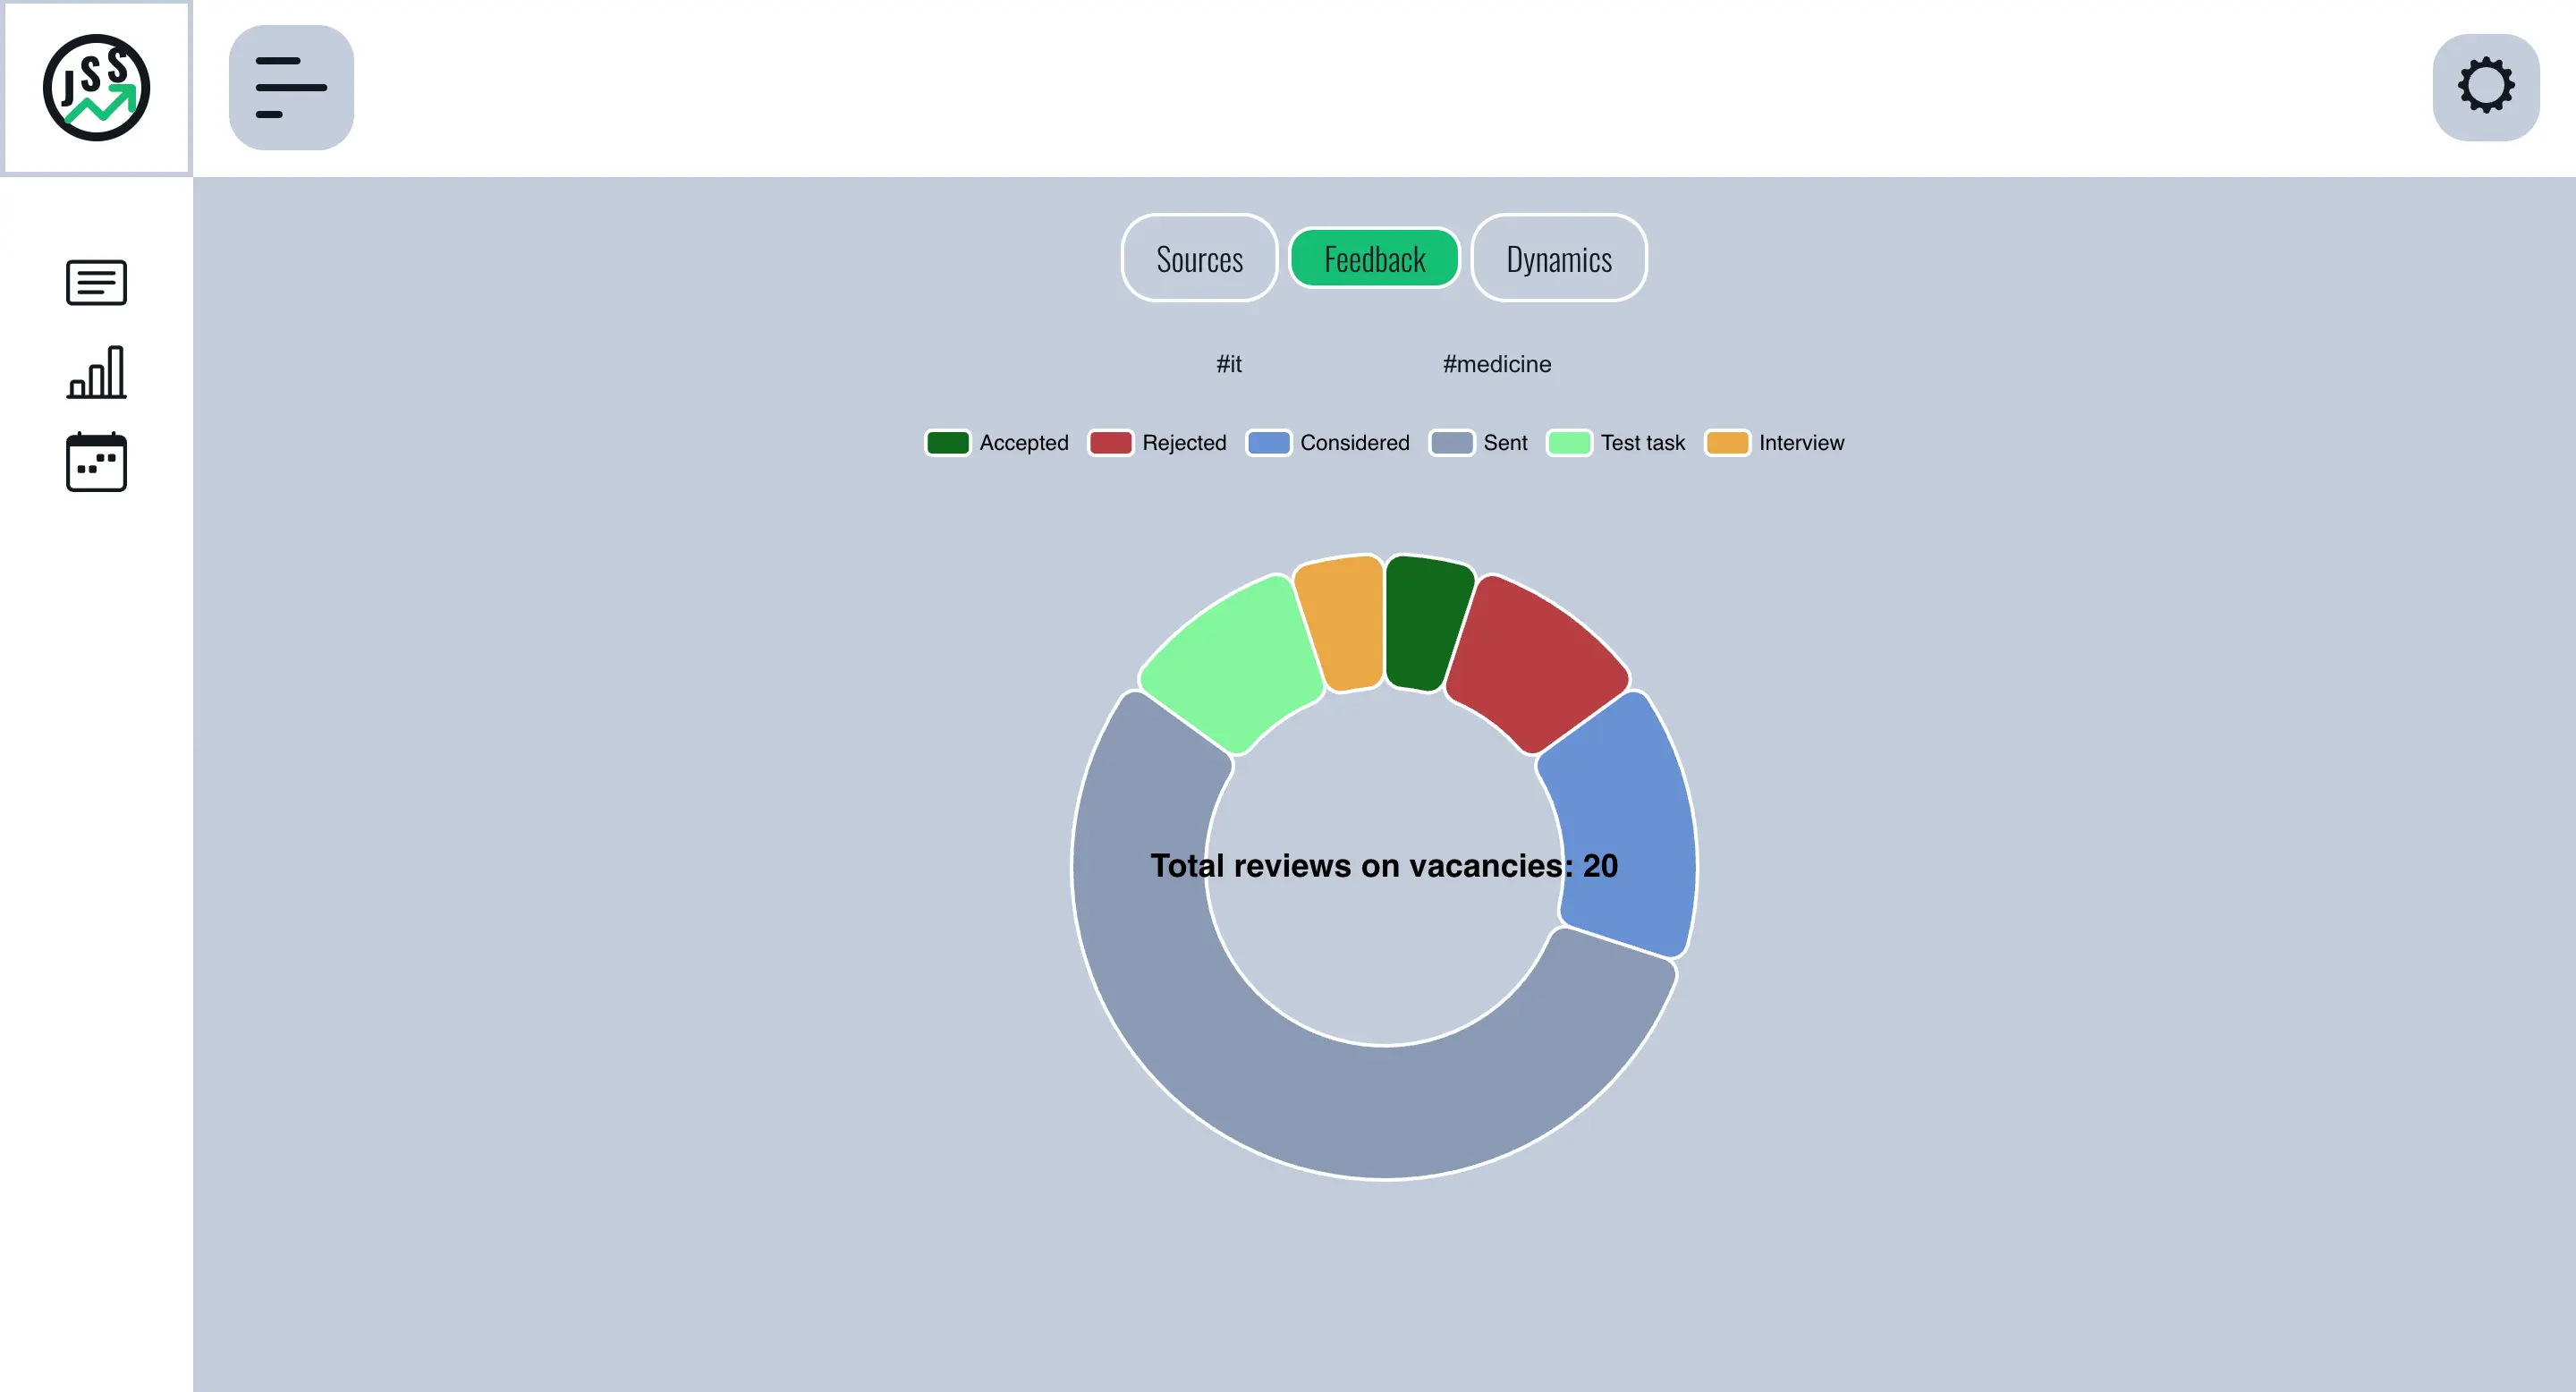 JSS
Sources Feedback Dynamics
#it #medicine
Accepted Rejected Considered Sent Test task Interview
Total reviews on vacancies: 20